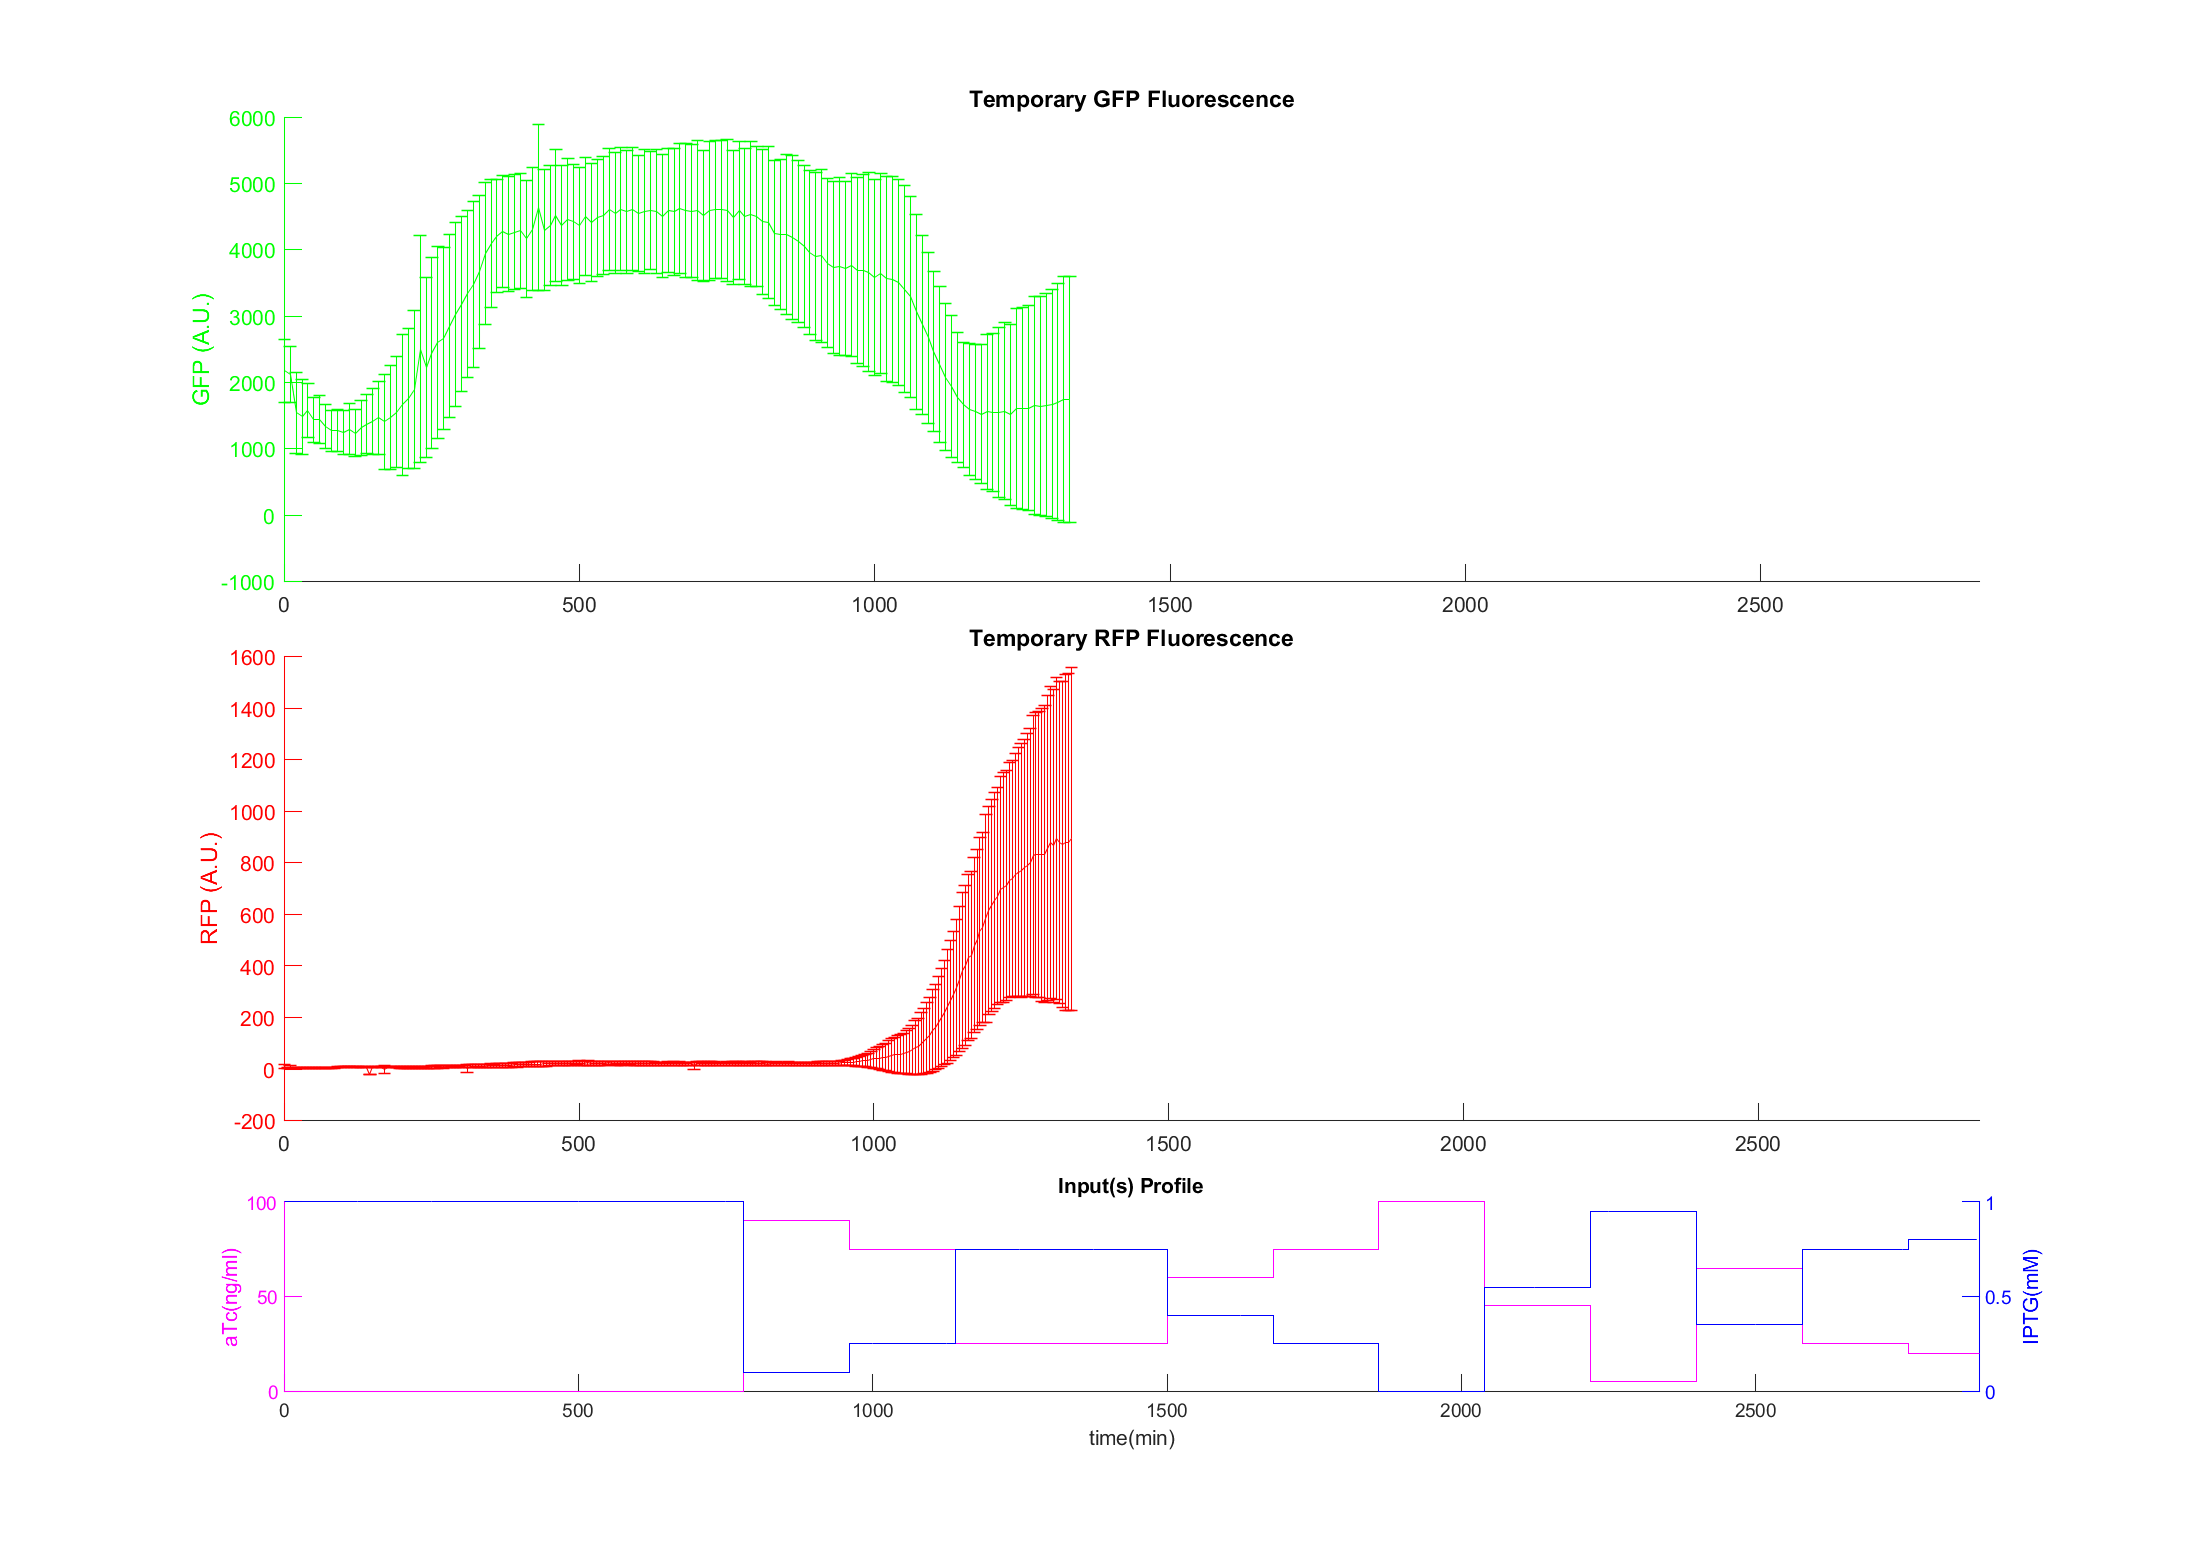 Temporary GFP Fluorescence
6000
5000
4000
3000
2000
1000
0
-1000
GFP (A.U.)
0 500 1000 1500 2000 2500
Temporary RFP Fluorescence
1600
1400
1200
1000
800
600
400
200
0
-200
RFP (A.U.)
0 500 1000 1500 2000 2500
Input(s) Profile
100
50
0
aTc(ng/ml)
1
0.5
0
IPTG(mM)
0 500 1000 1500 2000 2500
time(min)